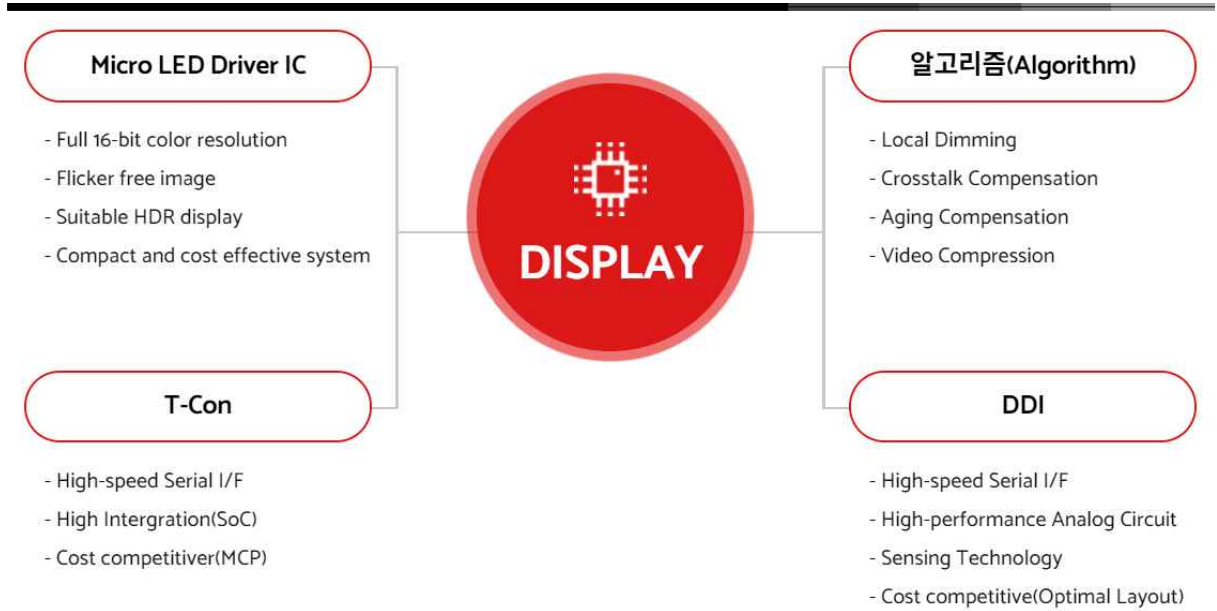 Micro LED Driver IC
- Full 16-bit color resolution
- Flicker free image
- Suitable HDR display
- Compact and cost effective system
T-Con
- High-speed Serial I/F
- High Intergration(SoC)
- Cost competitiver(MCP)
DISPLAY
알고리즘(Algorithm)
- Local Dimming
- Crosstalk Compensation
- Aging Compensation
- Video Compression
DDI
- High-speed Serial I/F
- High-performance Analog Circuit
- Sensing Technology
- Cost competitive(Optimal Layout)